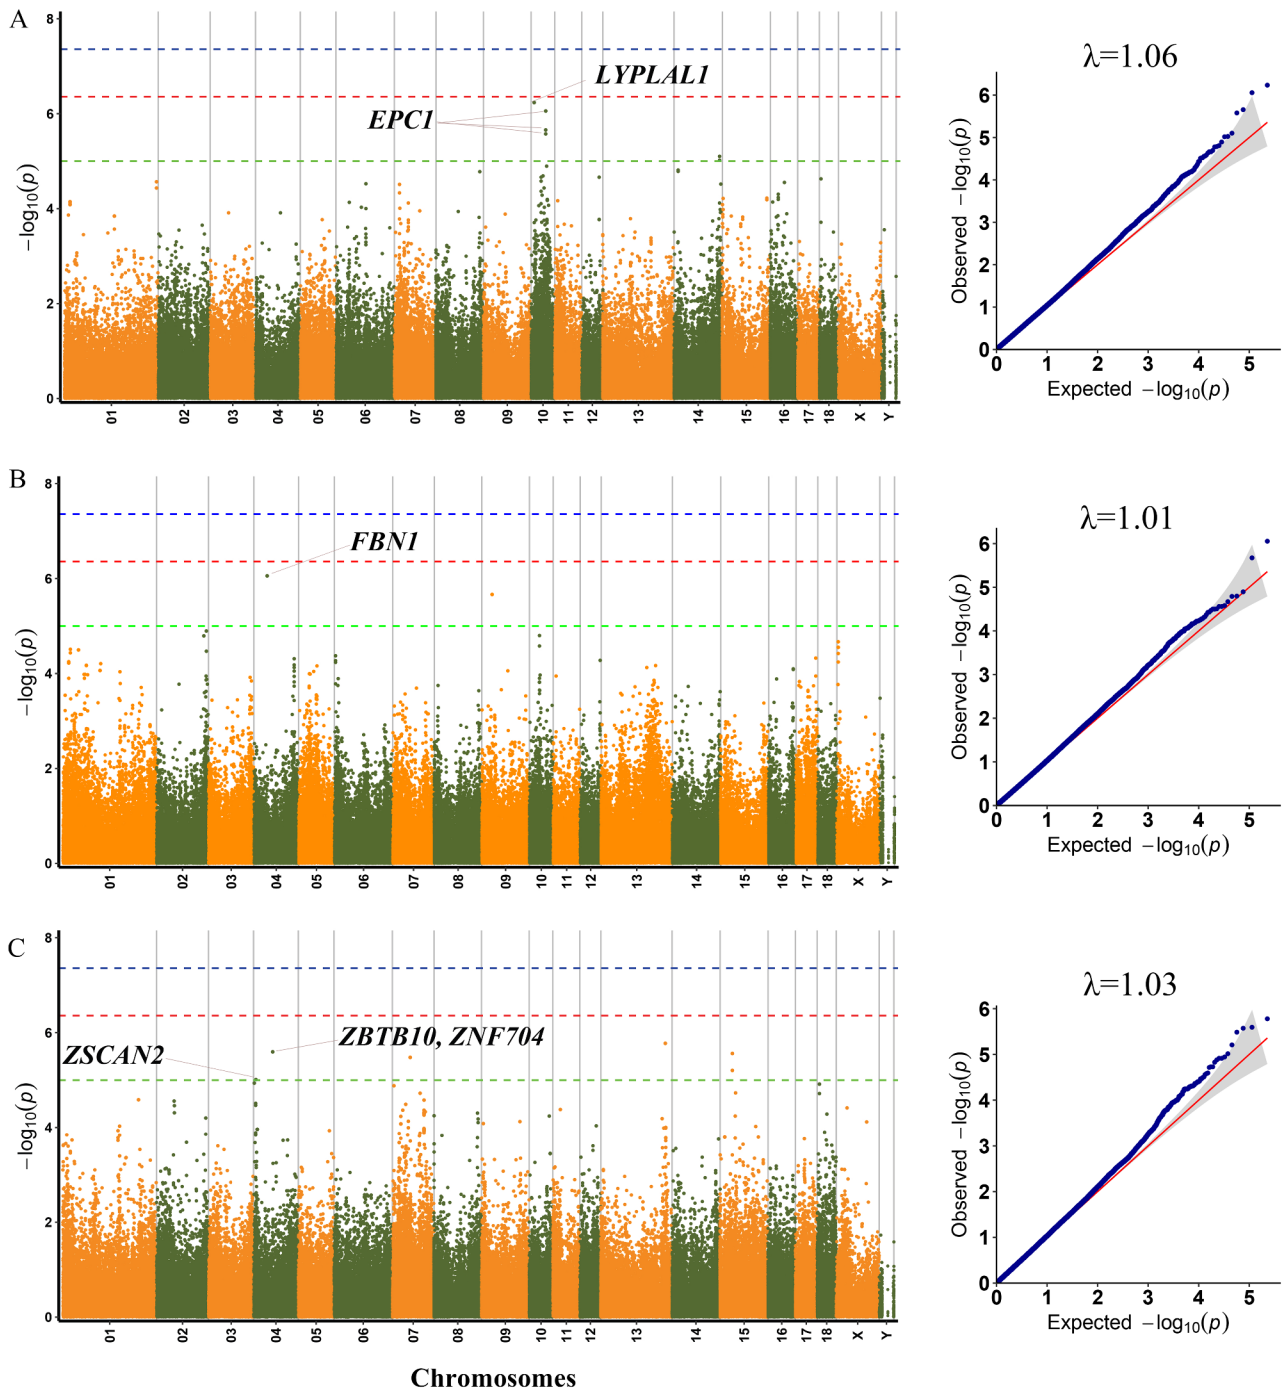 A
8
6
4
2
0
−log10(p)
LYPLAL1
EPC1
01 02 03 04 05 06 07 08 09 10 11 12 13 14 15 16 17 18 X Y
λ=1.06
6
5
4
3
2
1
0
Observed −log10(p)
0 1 2 3 4 5
Expected −log10(p)
B
8
6
4
2
0
−log10(p)
FBN1
01 02 03 04 05 06 07 08 09 10 11 12 13 14 15 16 17 18 X Y
λ=1.01
6
5
4
3
2
1
0
Observed −log10(p)
0 1 2 3 4 5
Expected −log10(p)
C
8
6
4
2
0
−log10(p)
ZBTB10, ZNF704
ZSCAN2
01 02 03 04 05 06 07 08 09 10 11 12 13 14 15 16 17 18 X Y
λ=1.03
6
5
4
3
2
1
0
Observed −log10(p)
0 1 2 3 4 5
Expected −log10(p)
Chromosomes